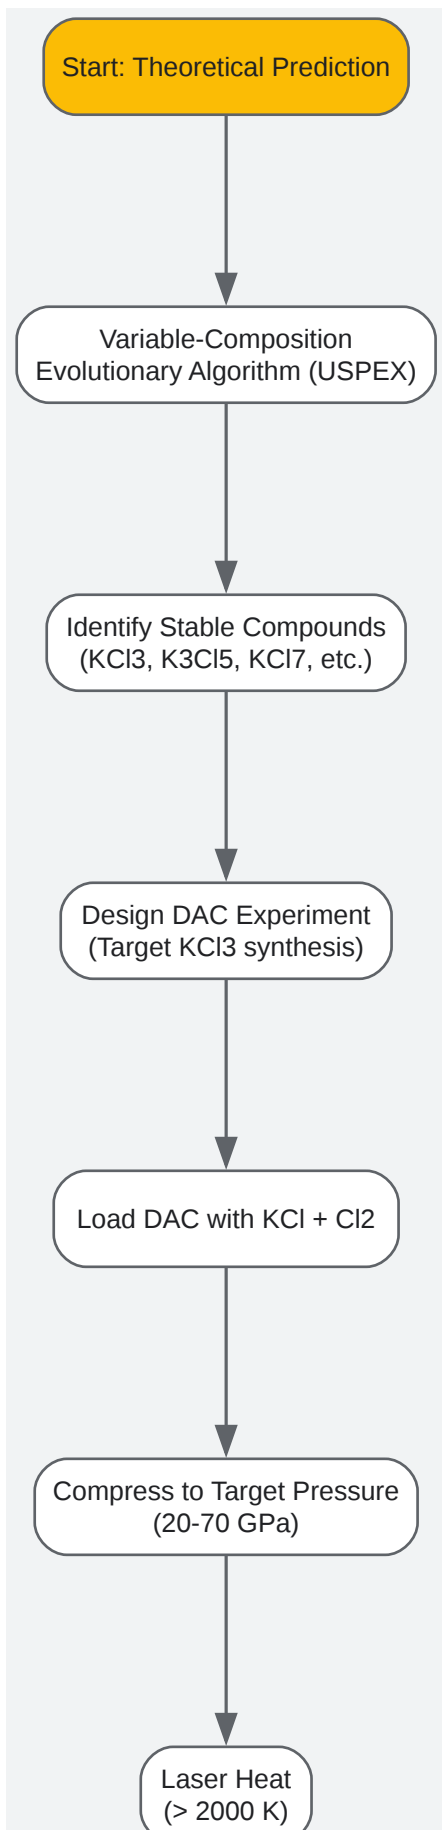 Start: Theoretical Prediction
Variable-Composition
Evolutionary Algorithm (USPEX)
Identify Stable Compounds
(KCl3, K3Cl5, KCl7, etc.)
Design DAC Experiment
(Target KCl3 synthesis)
Load DAC with KCl + Cl2
Compress to Target Pressure
(20-70 GPa)
Laser Heat
(> 2000 K)